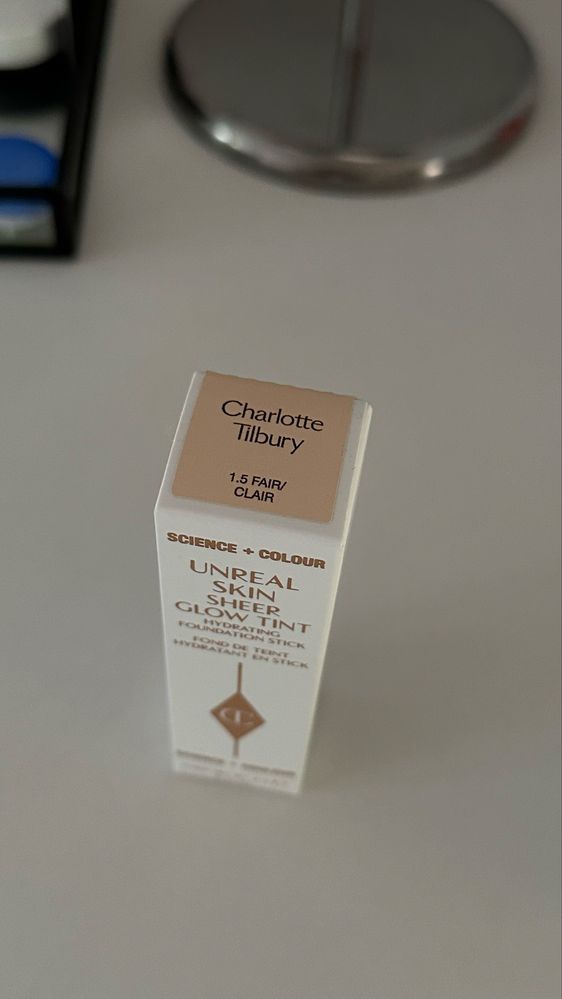 Charlotte
Tilbury
1.5 FAIR/
CLAIR
SCIENCE + COLOUR
UNREAL
SKIN
SHEER
GLOW TINT
HYDRATING
FOUNDATION STICK
FOND DE TEINT
HYDRATANT EN STICK